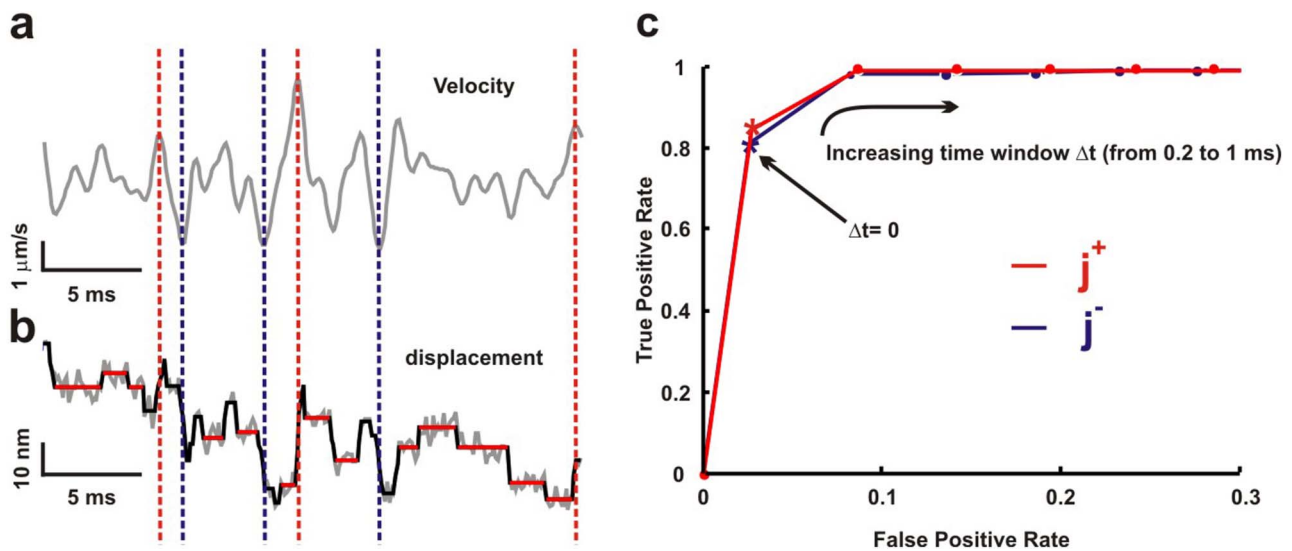 a
Velocity
1 μm/s
5 ms
b
displacement
10 nm
5 ms
c
True Positive Rate
1
0.8
0.6
0.4
0.2
0
0
0.1
0.2
0.3
False Positive Rate
Increasing time window Δt (from 0.2 to 1 ms)
Δt= 0
j+
j-